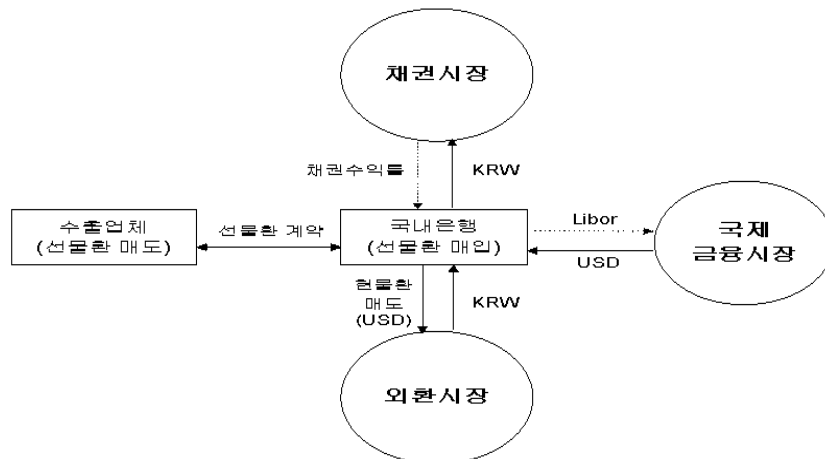 채권시장
채권수익률
KRW
수출업체
(선물환 매도)
선물환 계약
국내은행
(선물환 매입)
Libor
USD
국제
금융시장
현물환
매도
(USD)
KRW
외환시장